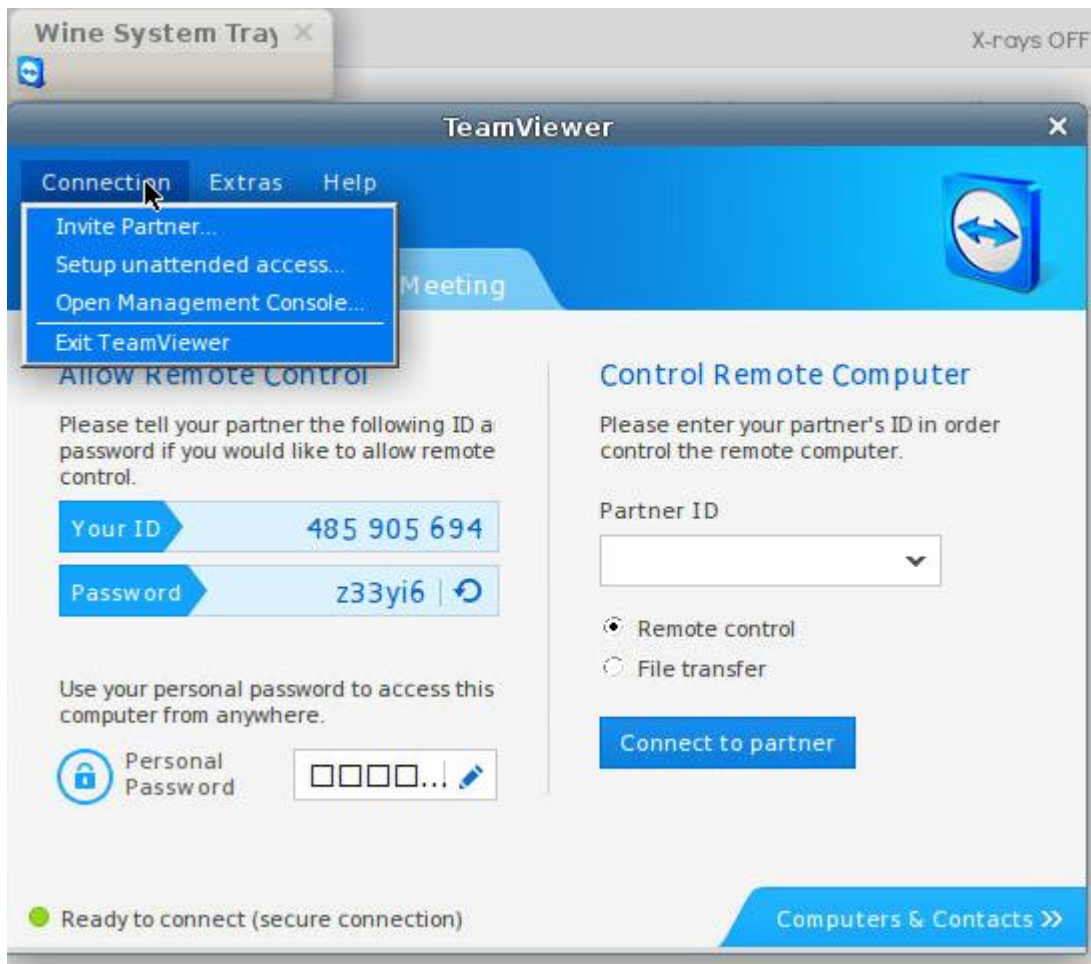 Wine System Tray
X-rays OFF
TeamViewer
Connection Extras Help
Invite Partner...
Setup unattended access...
Open Management Console...
Exit TeamViewer
Meeting
Allow Remote Control
Please tell your partner the following ID a
password if you would like to allow remote
control.
Your ID 485 905 694
Password z33yi6
Use your personal password to access this
computer from anywhere.
Personal
Password
Control Remote Computer
Please enter your partner's ID in order
control the remote computer.
Partner ID
Remote control
File transfer
Connect to partner
Ready to connect (secure connection)
Computers & Contacts >>